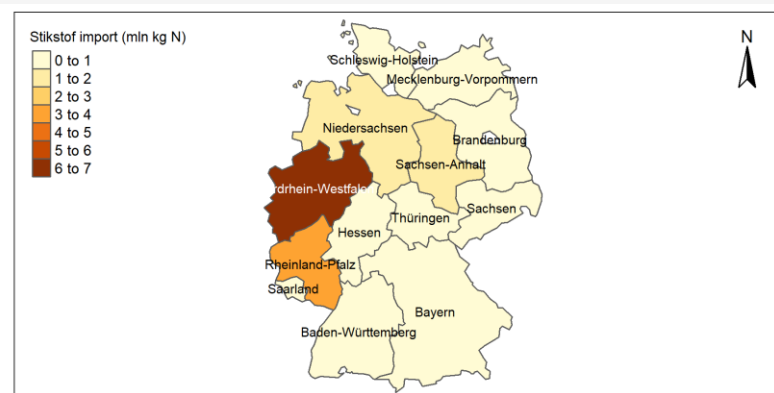 Stikstof import (mln kg N)
0 to 1
1 to 2
2 to 3
3 to 4
4 to 5
5 to 6
6 to 7
N
Schleswig-Holstein
Mecklenburg-Vorpommern
Niedersachsen
Brandenburg
Sachsen-Anhalt
rdrhein-Westfale
Sachsen
Thüringen
Hessen
Rheinland-Pfalz
Saarland
Bayern
Baden-Württemberg